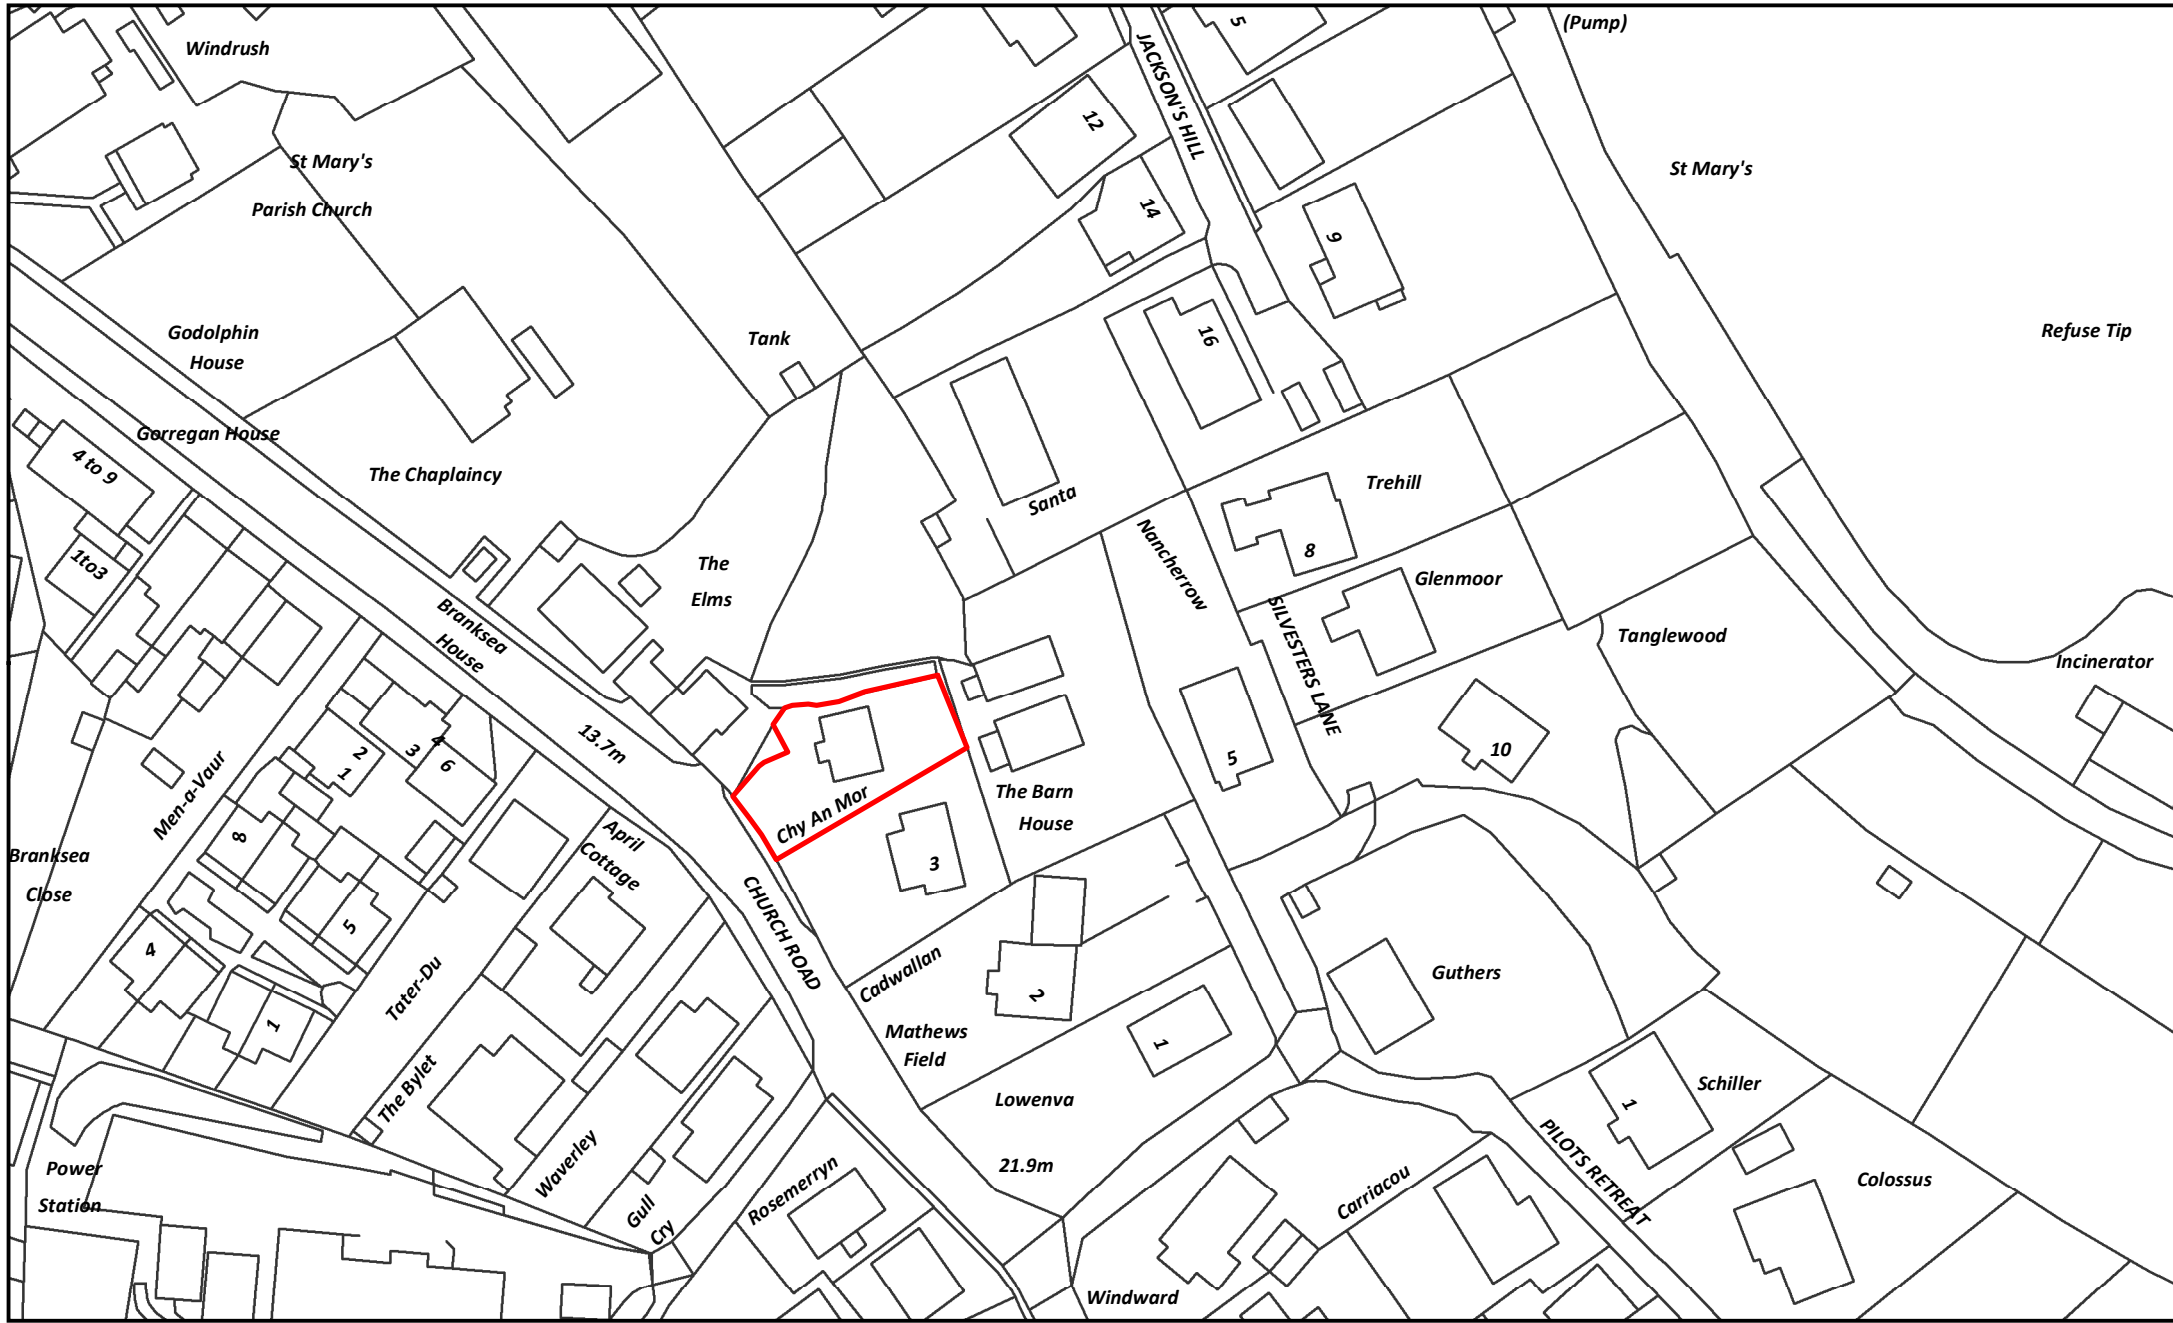 (Pump)
5
Windrush
JACKSON'S HILL
12
St Mary's
St Mary's
Parish Church
14
9
Godolphin
House
Tank
16
Refuse Tip
Gorregan House
4 to 9
The Chaplaincy
Santa
Trehill
1to3
Nancherrow
8
The
Elms
Glenmoor
Branksea
House
SILVESTERS LANE
Tanglewood
Incinerator
13.7m
2
1
3
4
6
5
10
Men-a-Vaur
Chy An Mor
The Barn
House
8
April
Cottage
3
Branksea
Close
CHURCH ROAD
5
4
Tater-Du
Cadwallan
Guthers
2
1
Mathews
Field
1
The Bylet
Lowenva
Schiller
1
PILOTS RETREAT
Power
Station
Waverley
21.9m
Colossus
Gull
Cry
Rosemerryn
Carriacou
Windward